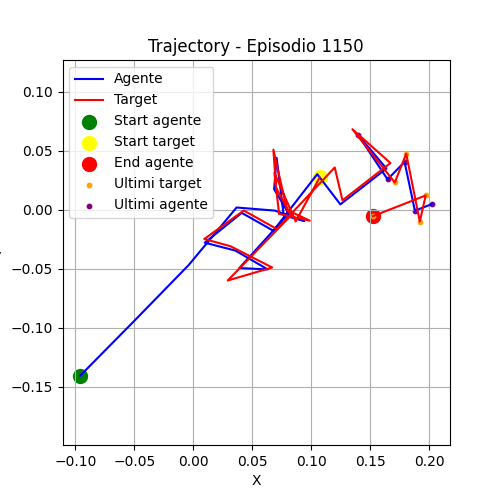 Trajectory - Episodio 1150
Agente
Target
Start agente
Start target
End agente
Ultimi target
Ultimi agente
0.10
0.05
0.00
−0.05
−0.10
−0.15
−0.10
−0.05
0.00
0.05
0.10
0.15
0.20
X